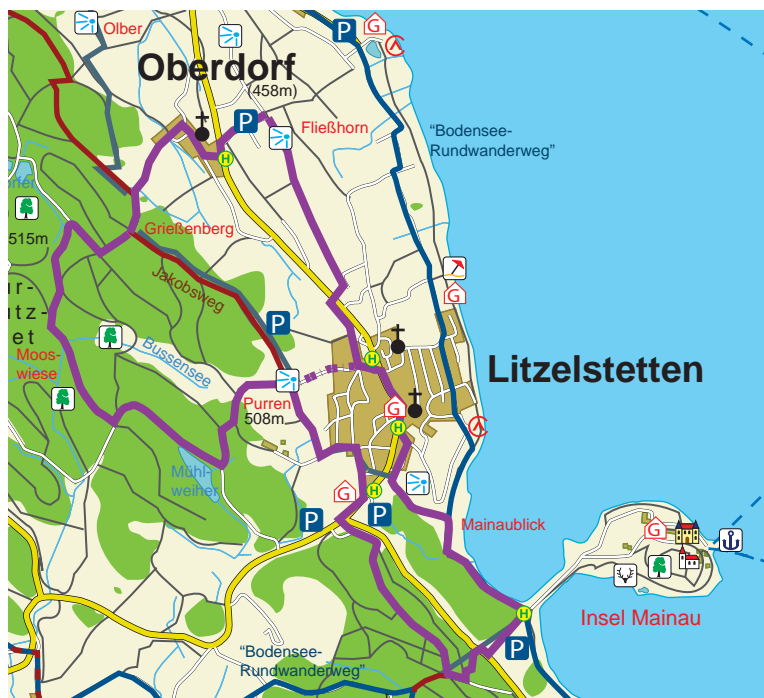 Olber
P
G
Oberdorf
(458m)
P
Fließhorn
"Bodensee-
Rundwanderweg"
H
Grießenberg
515m
Jakobsweg
G
P
et
Moos-
wiese
Bussensee
H
Litzelstetten
Purren
508m
G
H
Mühl-
weiher
G
H
P
P
Mainaublick
G
H
Insel Mainau
P
"Bodensee-
Rundwanderweg"